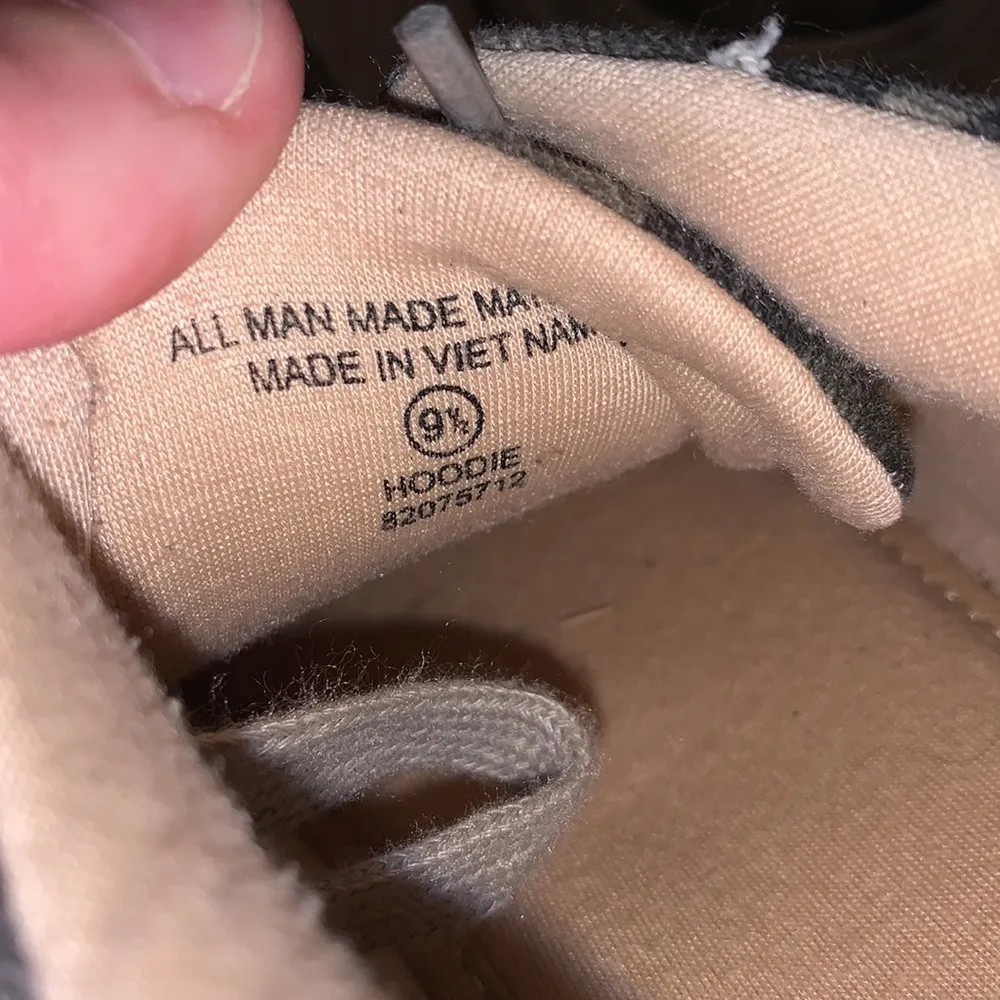 ALL MAN MADE
MADE IN VIET NAM
9½
HOODIE
82075712